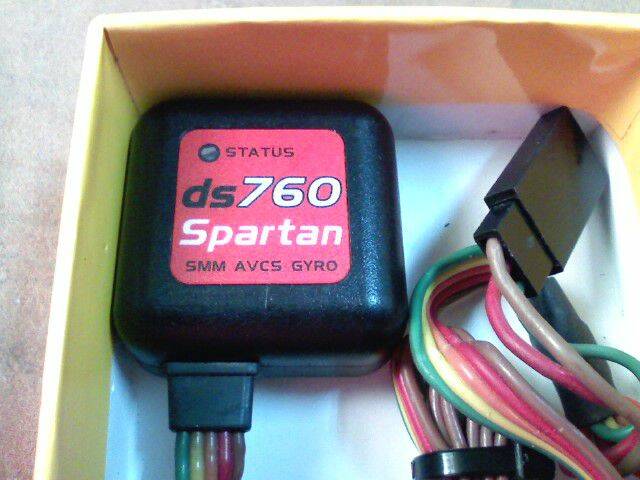 STATUS
ds760
Spartan
SMM AVCS GYRO